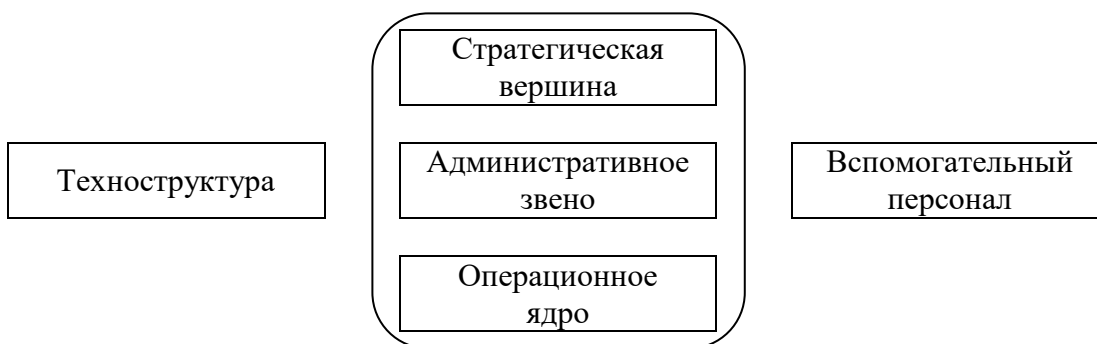 Стратегическая
вершина
Техноструктура
Административное
звено
Вспомогательный
персонал
Операционное
ядро